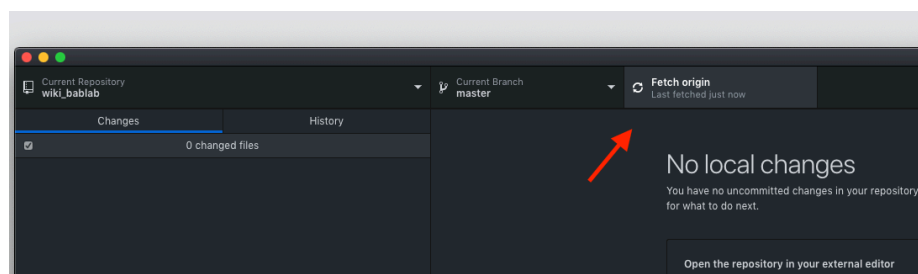 Current Repository
wiki_bablab
Current Branch
master
Fetch origin
Last fetched just now
Changes
History
0 changed files
No local changes
You have no uncommitted changes in your repository
for what to do next.
Open the repository in your external editor